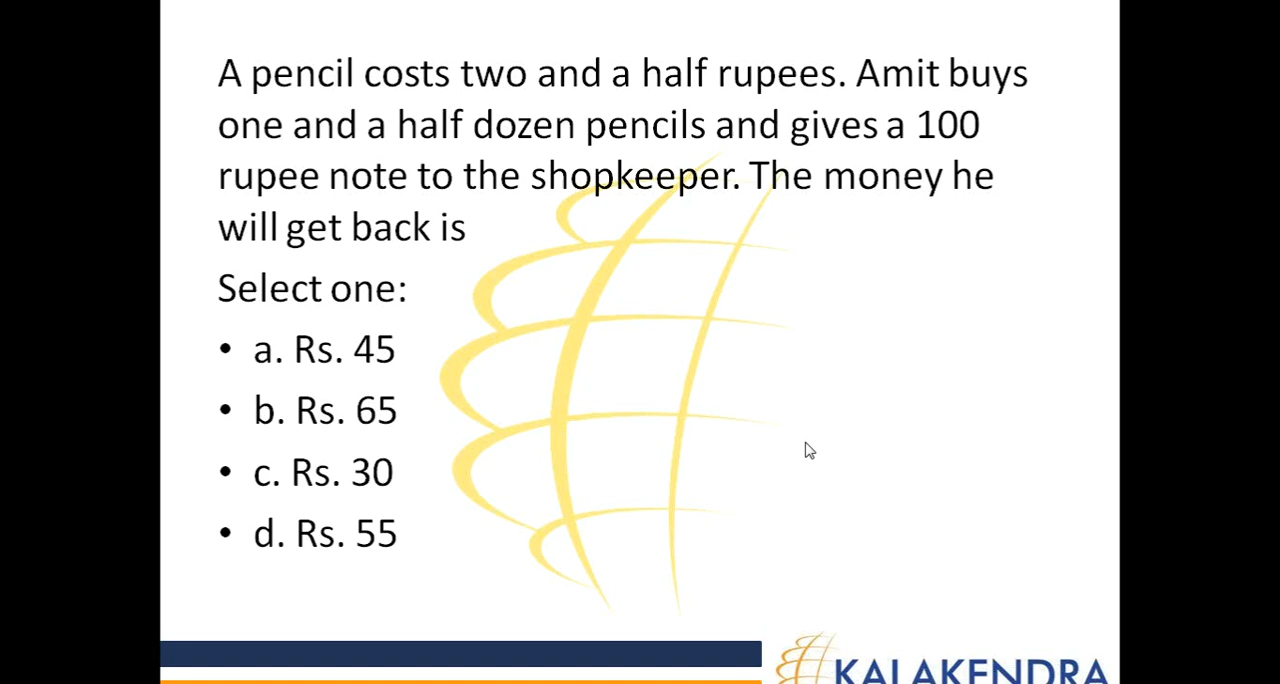 A pencil costs two and a half rupees. Amit buys
one and a half dozen pencils and gives a 100
rupee note to the shopkeeper. The money he
will get back is
Select one:
• a. Rs. 45
• b. Rs. 65
• c. Rs. 30
• d. Rs. 55
KALAKENDRA